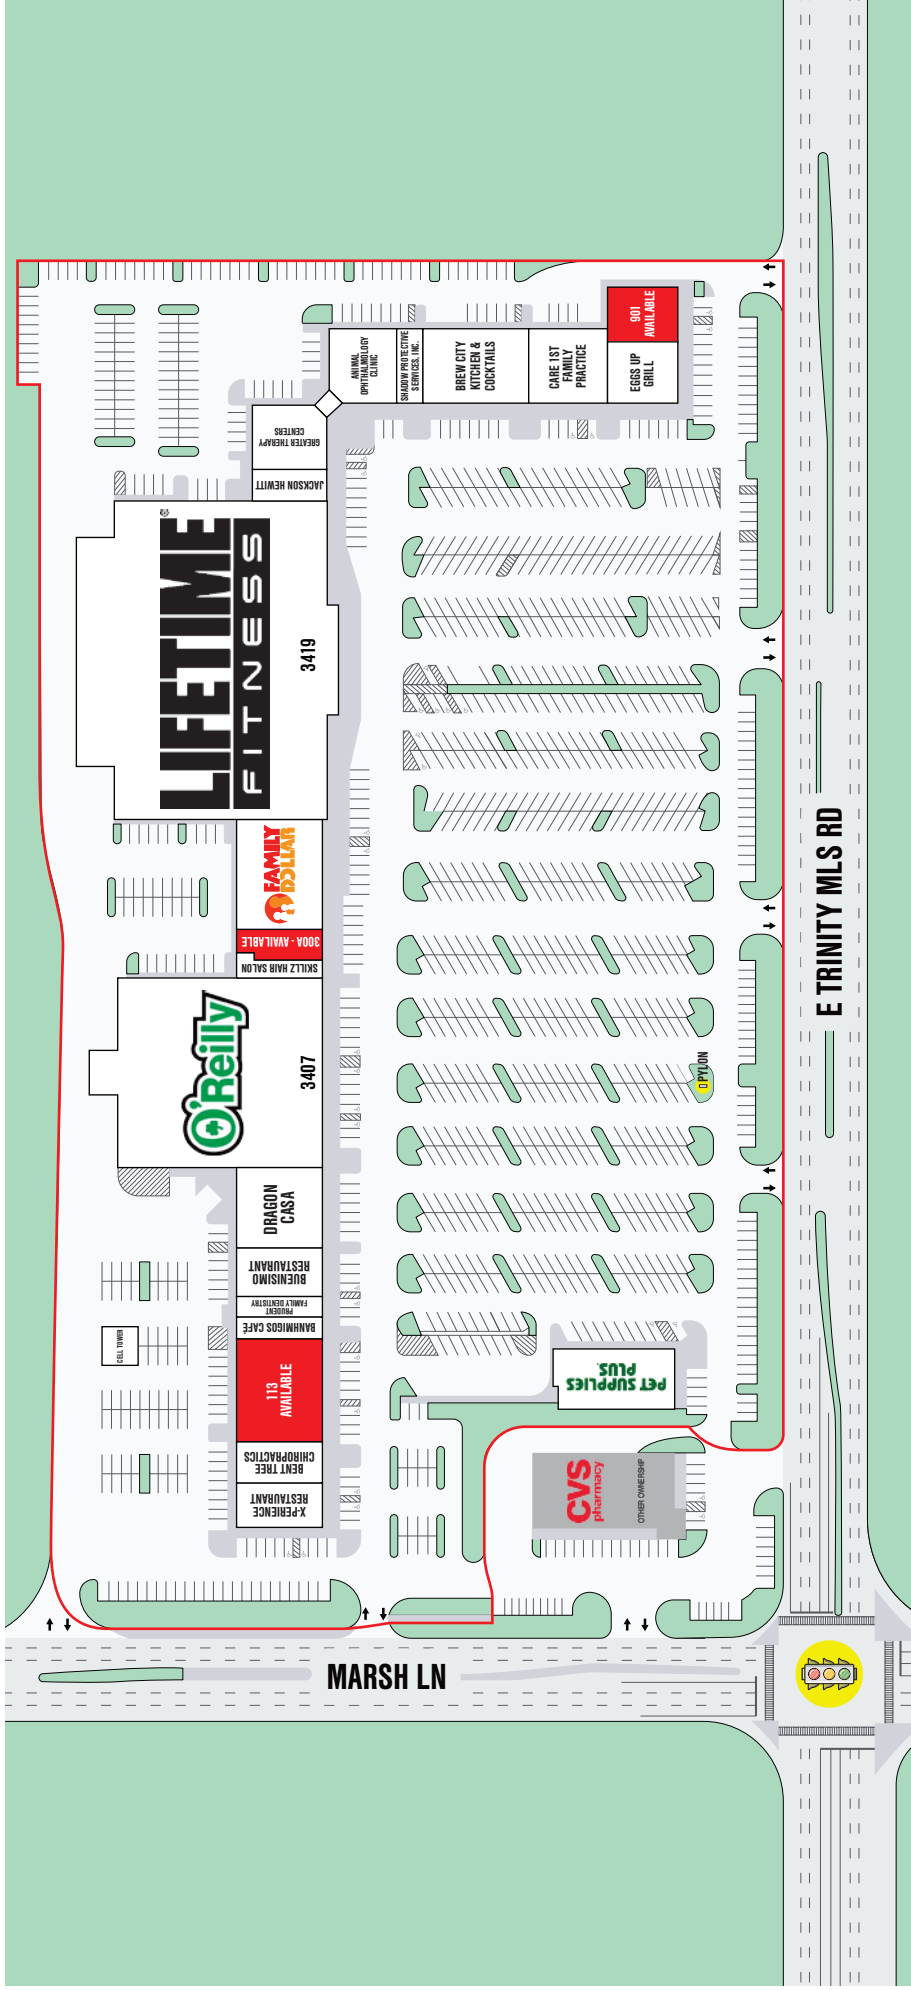 901
AVAILABLE
EGGS UP
GRILL
CARE 1ST
FAMILY
PRACTICE
BREW CITY
KITCHEN &
COCKTAILS
SHADOW PROTECTIVE
SERVICES, INC.
ANIMAL
OPHTHALMOLOGY
CLINIC
GREATER THERAPY
CENTERS
JACKSON HEWITT
LIFETIME
FITNESS
3419
FAMILY
DOLLAR
300A - AVAILABLE
SKILLZ HAIR SALON
O'Reilly
3407
DRAGON
CASA
BUENISIMO
RESTAURANT
PRUDENT
FAMILY DENTISTRY
BANHMIGOS CAFÉ
113
AVAILABLE
BENT TREE
CHIROPRACTICS
X-PERIENCE
RESTAURANT
CELL TOWER
PYLON
PET SUPPLIES
PLUS.
CVS
pharmacy
OTHER OWNERSHIP
E TRINITY MLS RD
MARSH LN